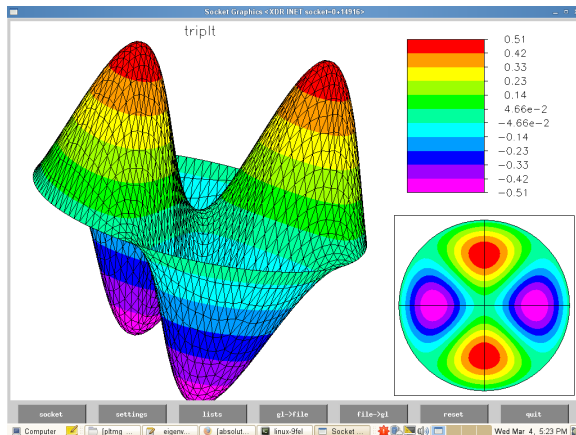 Socket Graphics <XDR INET:socket-0+14916>
triplt
0.51
0.42
0.33
0.23
0.14
4.66e-2
-4.66e-2
-0.14
-0.23
-0.33
-0.42
-0.51
socket settings lists gl->file file->gl reset quit
Computer [pltmg ... eigenv... [absolut... linux-9fel Socket ... Wed Mar 4, 5:23 PM